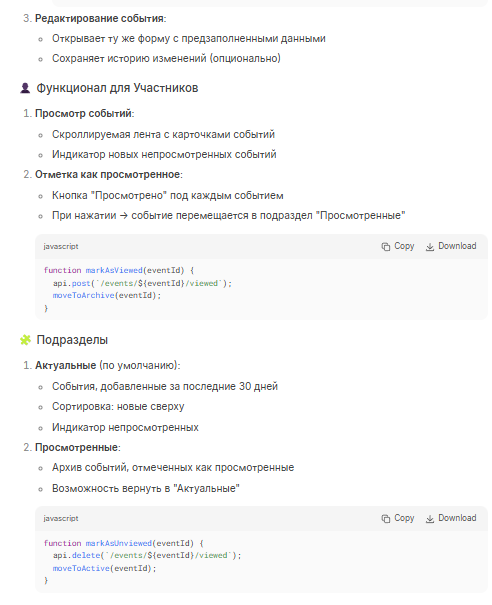 3. Редактирование события:
Открывает ту же форму с предзаполненными данными
Сохраняет историю изменений (опционально)
Функционал для Участников
1. Просмотр событий:
Скроллируемая лента с карточками событий
Индикатор новых непросмотренных событий
2. Отметка как просмотренное:
Кнопка "Просмотрено" под каждым событием
При нажатии → событие перемещается в подраздел "Просмотренные"
javascript Copy Download
function markAsViewed(eventId) {
  api.post(`/events/${eventId}/viewed`);
  moveToArchive(eventId);
}
Подразделы
1. Актуальные (по умолчанию):
События, добавленные за последние 30 дней
Сортировка: новые сверху
Индикатор непросмотренных
2. Просмотренные:
Архив событий, отмеченных как просмотренные
Возможность вернуть в "Актуальные"
javascript Copy Download
function markAsUnviewed(eventId) {
  api.delete(`/events/${eventId}/viewed`);
  moveToActive(eventId);
}